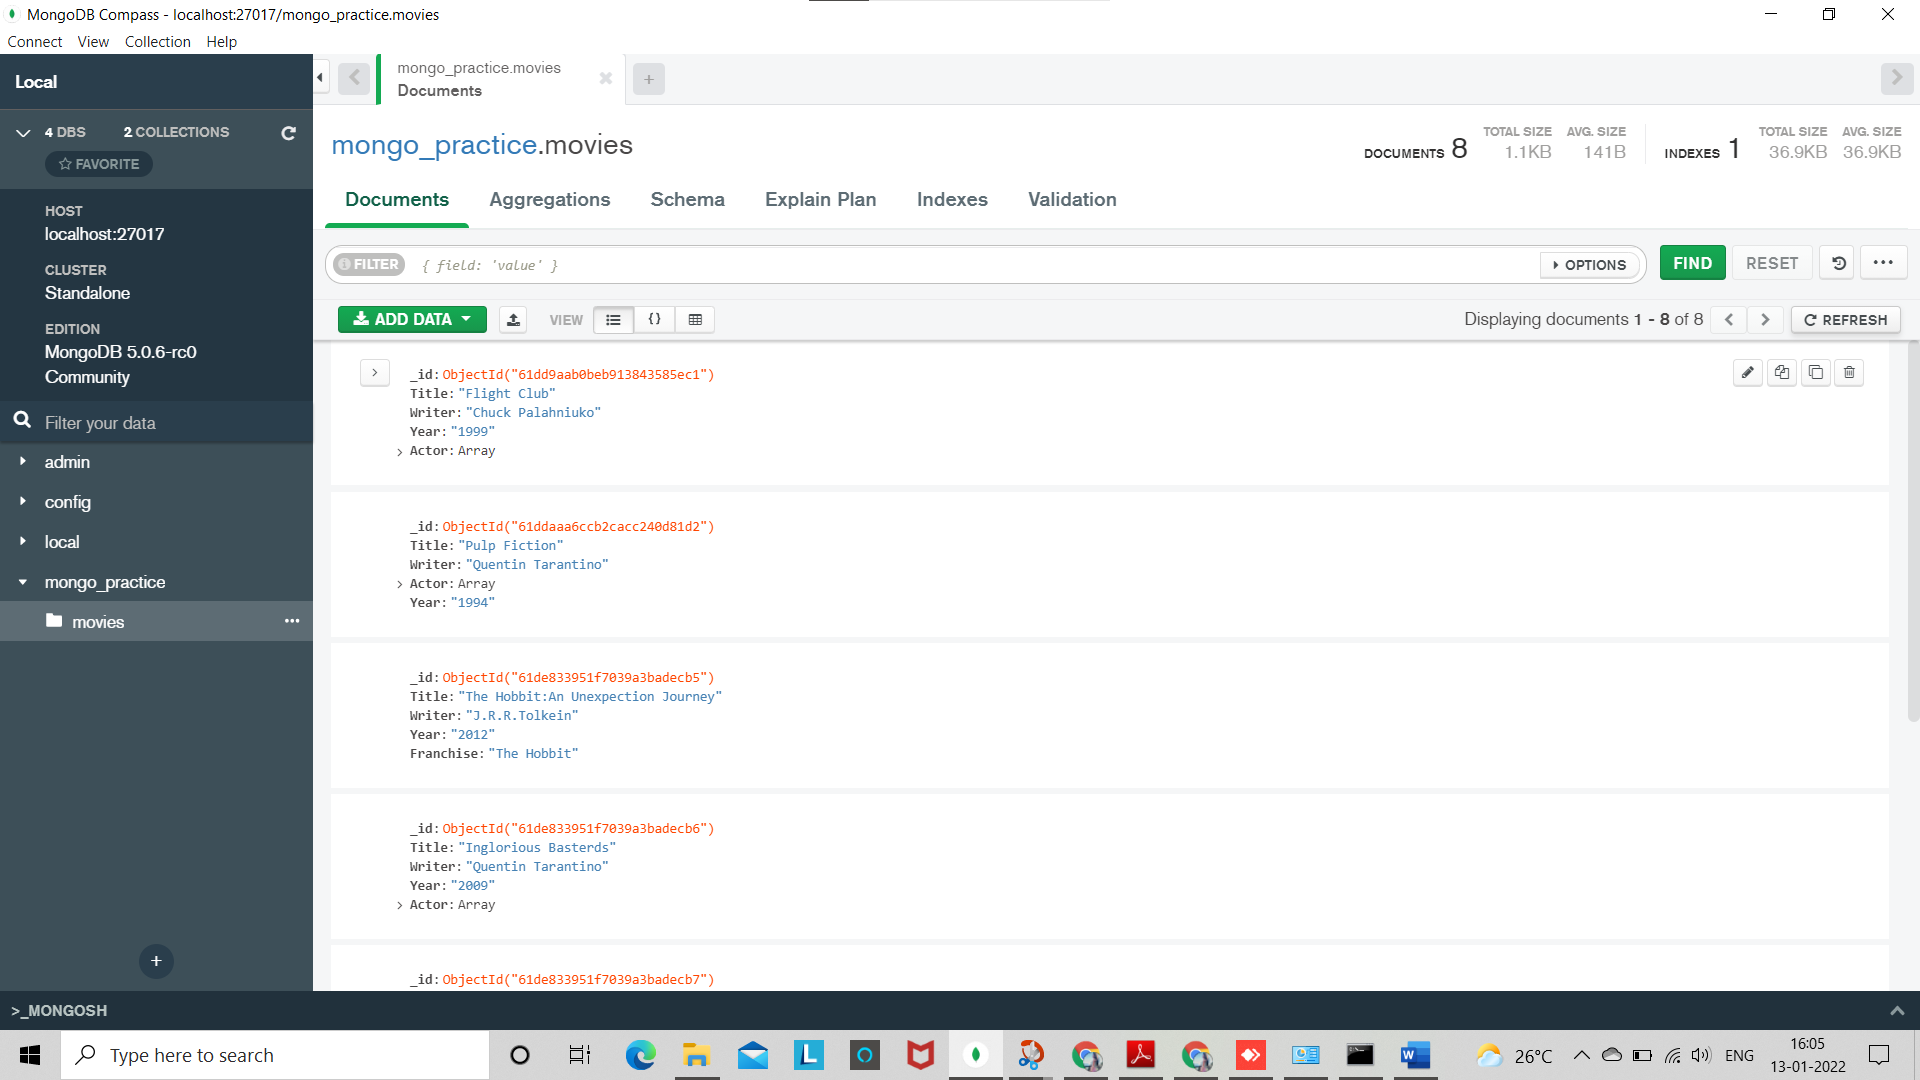 MongoDB Compass - localhost:27017/mongo_practice.movies
Connect View Collection Help
Local
4 DBS 2 COLLECTIONS
FAVORITE
HOST
localhost:27017
CLUSTER
Standalone
EDITION
MongoDB 5.0.6-rc0
Community
Filter your data
admin
config
local
mongo_practice
movies
mongo_practice.movies
Documents
mongo_practice.movies
DOCUMENTS 8
TOTAL SIZE 1.1KB
AVG. SIZE 141B
INDEXES 1
TOTAL SIZE 36.9KB
AVG. SIZE 36.9KB
Documents Aggregations Schema Explain Plan Indexes Validation
FILTER { field: 'value' } OPTIONS FIND RESET
ADD DATA VIEW Displaying documents 1 - 8 of 8 REFRESH
_id: ObjectId("61dd9aab0beb913843585ec1")
Title: "Flight Club"
Writer: "Chuck Palahniuko"
Year: "1999"
Actor: Array
_id: ObjectId("61ddaaa6ccb2cacc240d81d2")
Title: "Pulp Fiction"
Writer: "Quentin Tarantino"
Actor: Array
Year: "1994"
_id: ObjectId("61de833951f7039a3badecb5")
Title: "The Hobbit:An Unexpection Journey"
Writer: "J.R.R.Tolkein"
Year: "2012"
Franchise: "The Hobbit"
_id: ObjectId("61de833951f7039a3badecb6")
Title: "Inglorious Basterds"
Writer: "Quentin Tarantino"
Year: "2009"
Actor: Array
_id: ObjectId("61de833951f7039a3badecb7")
>_MONGOSH
Type here to search
26°C
ENG
16:05
13-01-2022